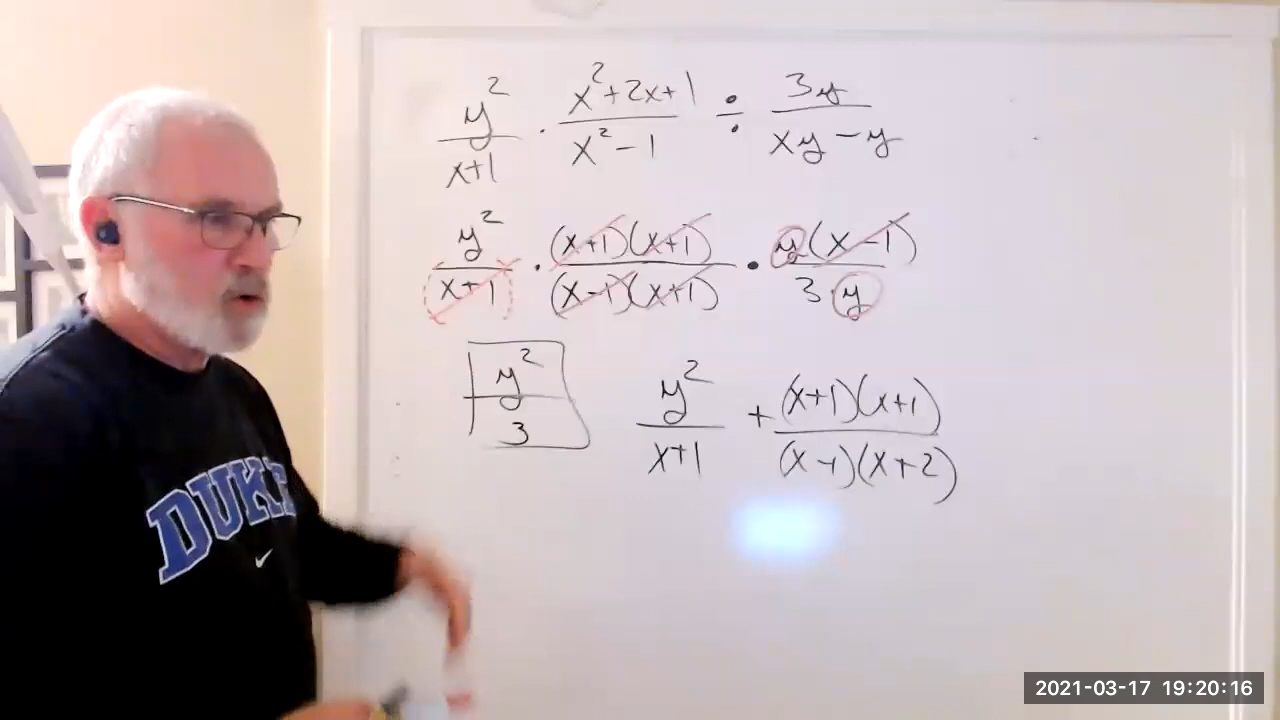 y² / x+1 · x²+2x+1 / x²-1 ÷ 3y / xy-y
y² / (x+1) · (x+1)(x+1) / (x-1)(x+1) · y(x-1) / 3y
y² / 3
y² / x+1 + (x+1)(x+1) / (x-1)(x+2)
DUKE
2021-03-17 19:20:16